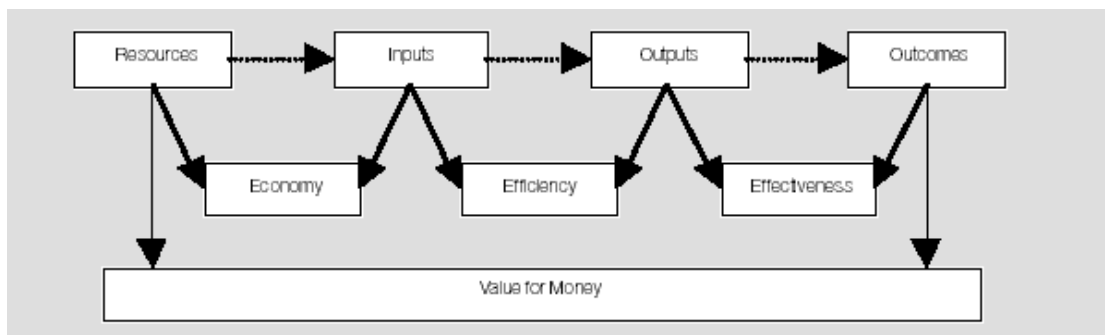 Resources
Inputs
Outputs
Outcomes
Economy
Efficiency
Effectiveness
Value for Money